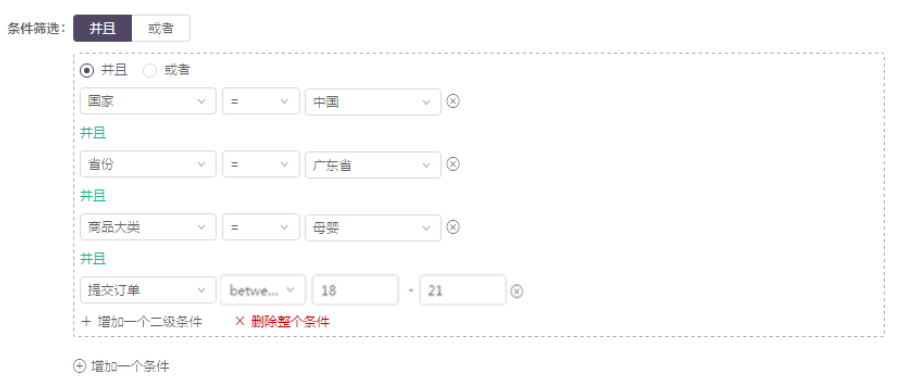 条件筛选: 并且 或者
并且 或者
国家 = 中国
并且
省份 = 广东省
并且
商品大类 = 母婴
并且
提交订单 betwe... 18 - 21
+ 增加一个二级条件 × 删除整个条件
增加一个条件